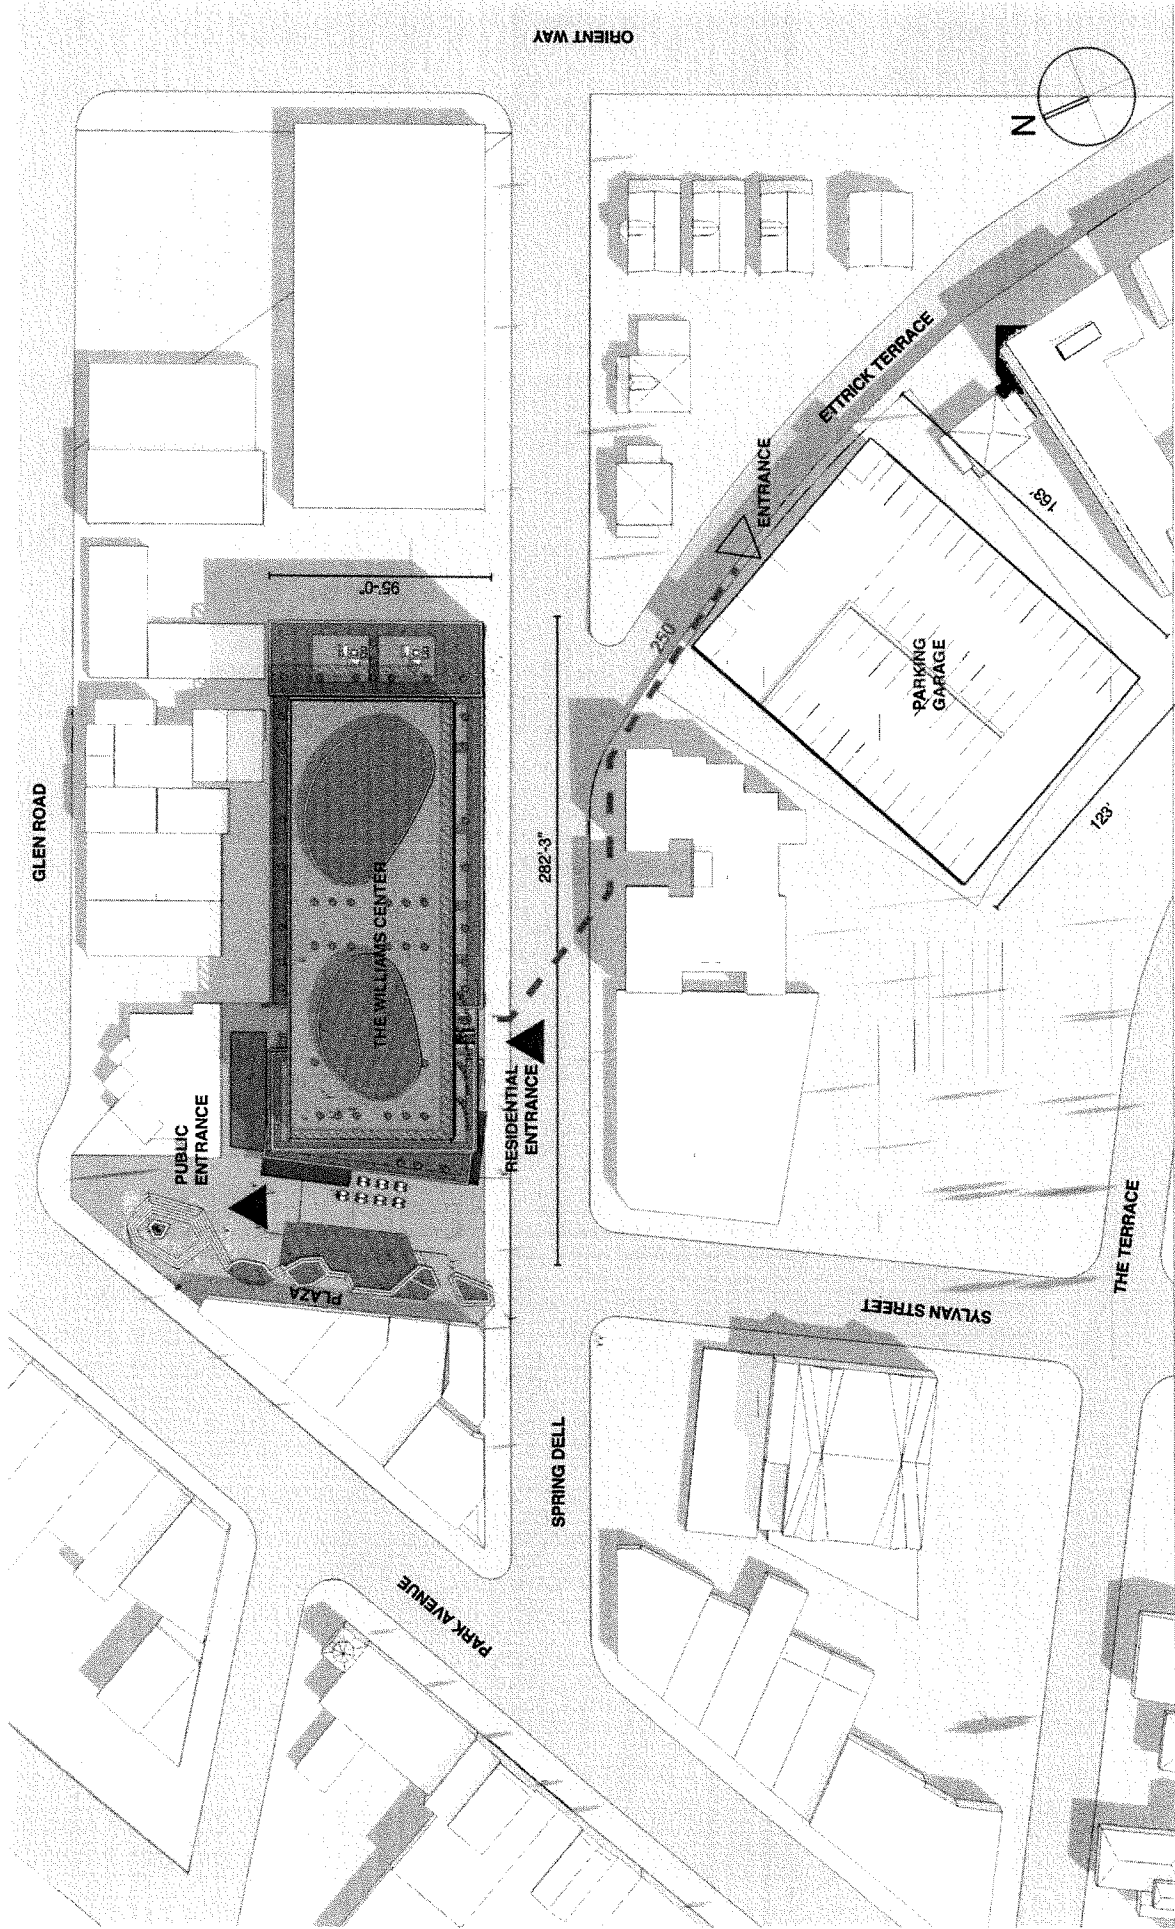 ORIENT WAY
N
ETTRICK TERRACE
ENTRANCE
163'
95'-0"
250
PARKING
GARAGE
GLEN ROAD
THE WILLIAMS CENTER
282'-3"
123'
PUBLIC
ENTRANCE
RESIDENTIAL
ENTRANCE
PLAZA
THE TERRACE
SYLVAN STREET
SPRING DELL
PARK AVENUE